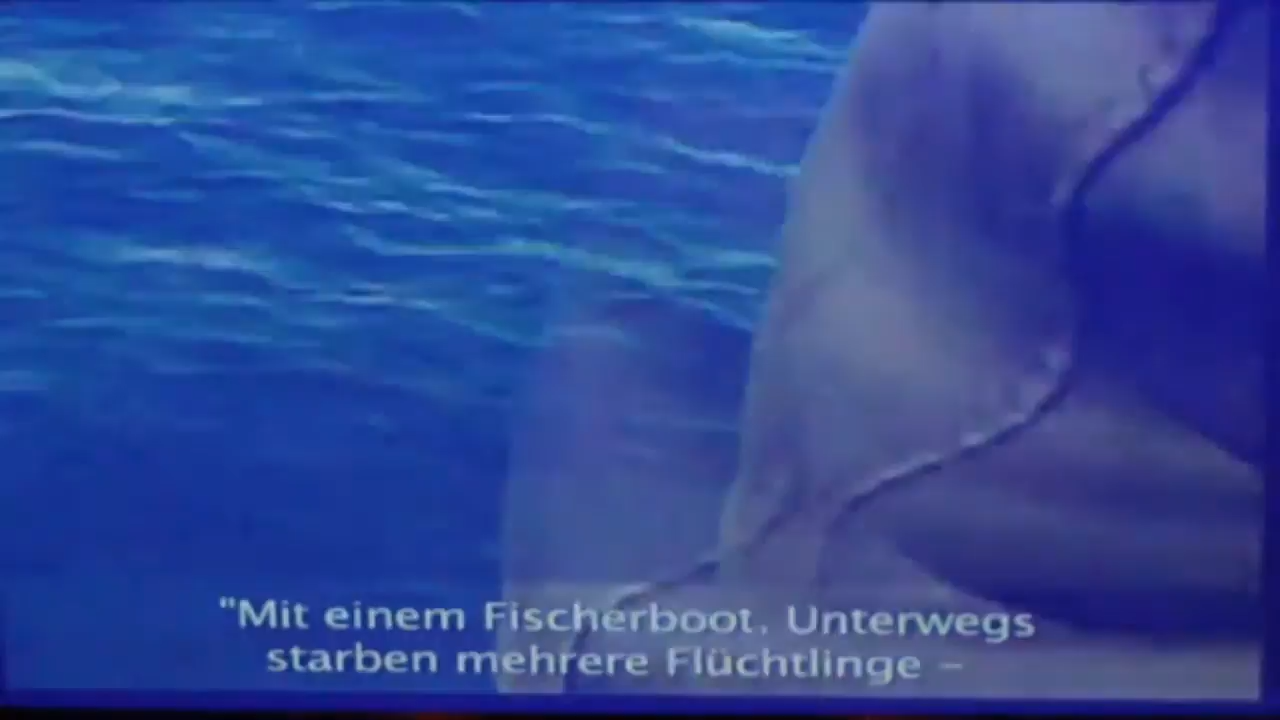 "Mit einem Fischerboot. Unterwegs
starben mehrere Flüchtlinge –